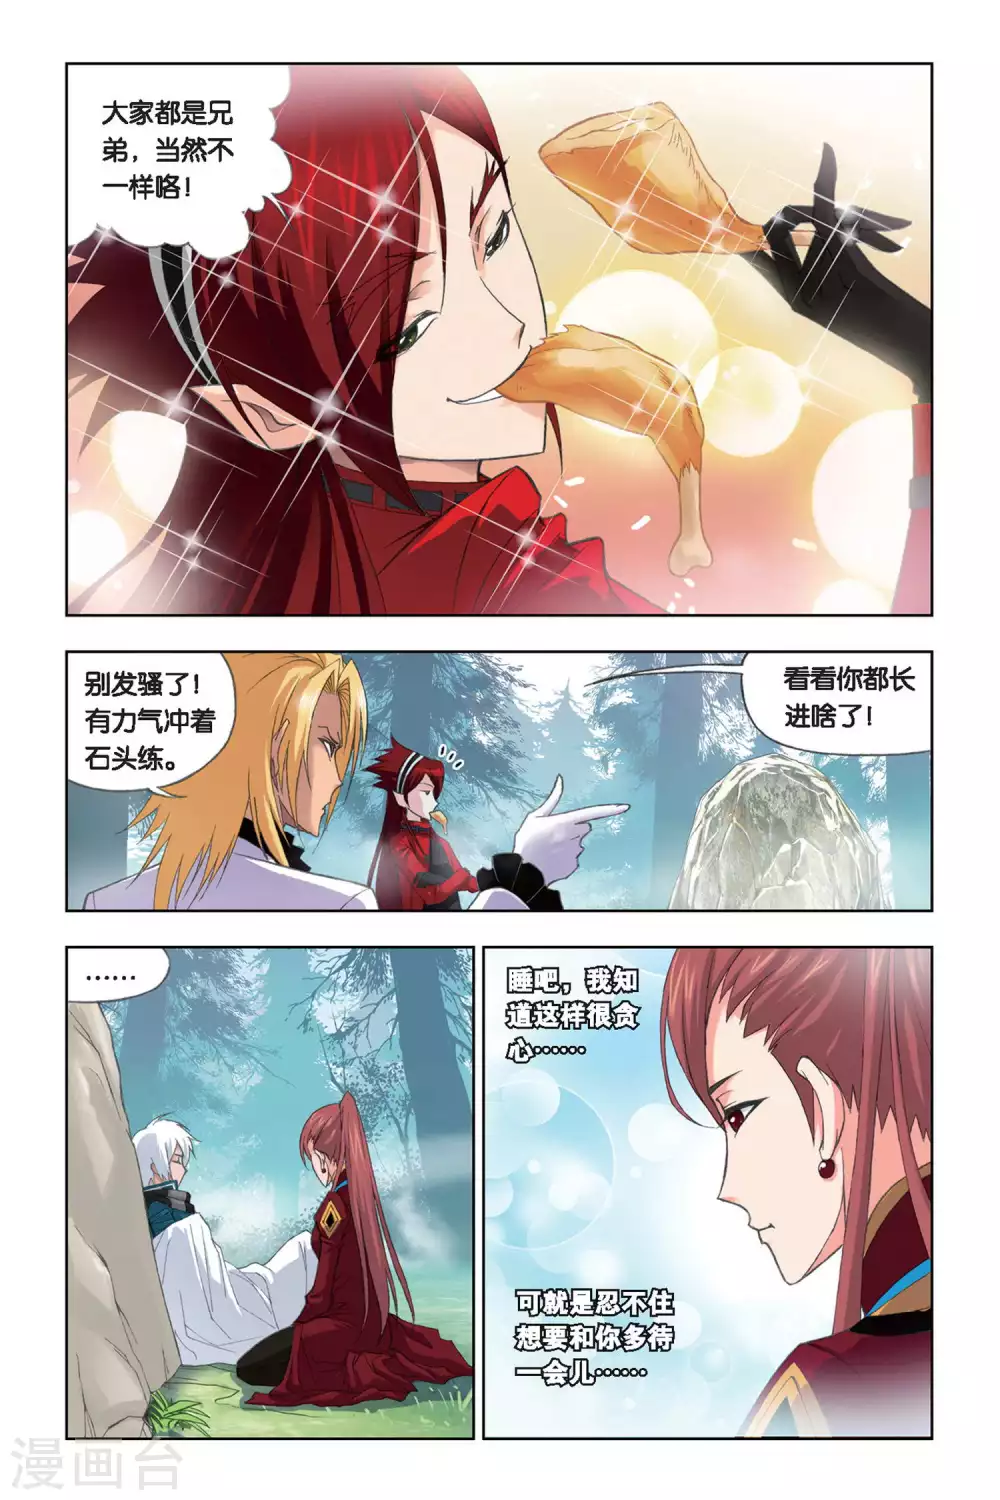 大家都是兄
弟，当然不
一样咯！
别发骚了！
有力气冲着
石头练。
看看你都长
进啥了！
……
睡吧，我知
道这样很贪
心……
可就是忍不住
想要和你多待
一会儿……
漫画台